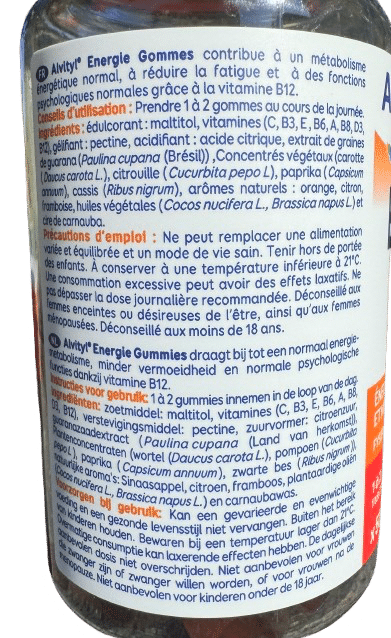 FR Alvityl® Energie Gommes contribue à un métabolisme
énergétique normal, à réduire la fatigue et à des fonctions
psychologiques normales grâce à la vitamine B12.
Conseils d'utilisation : Prendre 1 à 2 gommes au cours de la journée.
Ingrédients : édulcorant : maltitol, vitamines (C, B3, E, B6, A, B8, D3,
B12), gélifiant : pectine, acidifiant : acide citrique, extrait de graines
de guarana (Paulina cupana (Brésil)) ,Concentrés végétaux (carotte
(Daucus carota L.), citrouille (Cucurbita pepo L), paprika (Capsicum
annuum), cassis (Ribus nigrum), arômes naturels : orange, citron,
framboise, huiles végétales (Cocos nucifera L., Brassica napus L.) et
cire de carnauba.
Précautions d'emploi : Ne peut remplacer une alimentation
variée et équilibrée et un mode de vie sain. Tenir hors de portée
des enfants. À conserver à une température inférieure à 21°C.
Une consommation excessive peut avoir des effets laxatifs. Ne
pas dépasser la dose journalière recommandée. Déconseillé aux
femmes enceintes ou désireuses de l'être, ainsi qu'aux femmes
ménopausées. Déconseillé aux moins de 18 ans.
NL Alvityl® Energie Gummies draagt bij tot een normaal energie-
metabolisme, minder vermoeidheid en normale psychologische
functies dankzij vitamine B12.
Instructies voor gebruik: 1 à 2 gummies innemen in de loop van de dag.
Ingrediënten: zoetmiddel: maltitol, vitamines (C, B3, E, B6, A, B8,
D3, B12), verstevigingsmiddel: pectine, zuurvormer: citroenzuur,
guaranazaadextract (Paulina cupana (Land van herkomst)),
plantenconcentraten (wortel (Daucus carota L.), pompoen (Cucurbita
pepo L.), paprika (Capsicum annuum), zwarte bes (Ribus nigrum)),
natuurlijke aroma's: Sinaasappel, citroen, framboos, plantaardige oliën
(Cocos nucifera L., Brassica napus L.) en carnaubawas.
Voorzorgen bij gebruik: Kan een gevarieerde en evenwichtige
voeding en een gezonde levensstijl niet vervangen. Buiten het bereik
van kinderen houden. Bewaren bij een temperatuur lager dan 21°C.
Overmatige consumptie kan laxerende effecten hebben. De dagelijkse
aanbevolen dosis niet overschrijden. Niet aanbevolen voor vrouwen
die zwanger zijn of zwanger willen worden, of voor vrouwen na de
menopauze. Niet aanbevolen voor kinderen onder de 18 jaar.